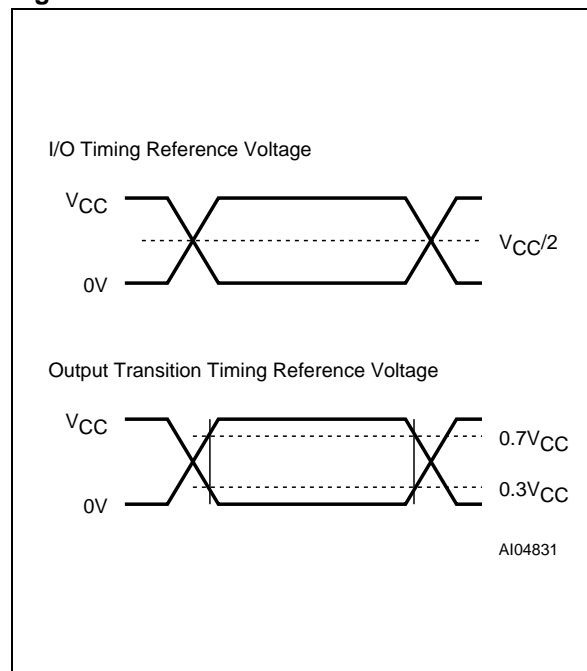 I/O Timing Reference Voltage
VCC
VCC/2
0V
Output Transition Timing Reference Voltage
VCC
0.7VCC
0.3VCC
0V
AI04831